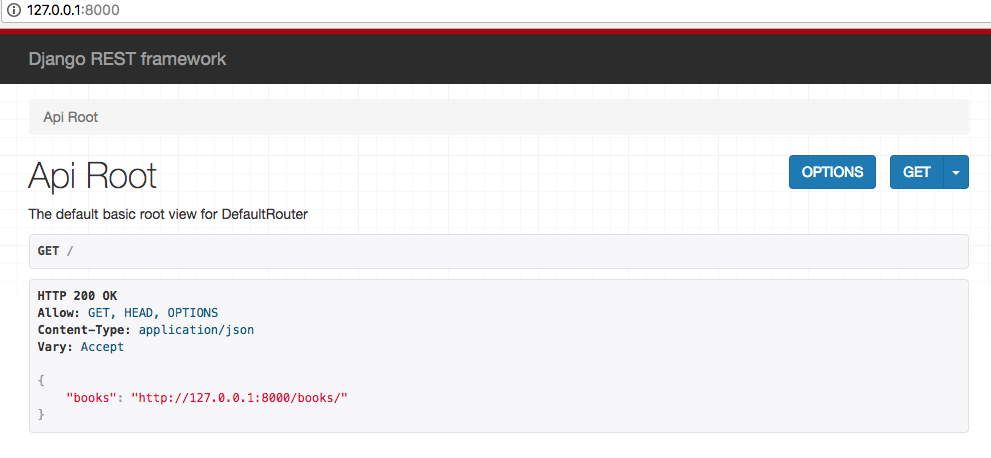 127.0.0.1:8000
Django REST framework
Api Root
Api Root
OPTIONS
GET
The default basic root view for DefaultRouter
GET /
HTTP 200 OK
Allow: GET, HEAD, OPTIONS
Content-Type: application/json
Vary: Accept
{
"books": "http://127.0.0.1:8000/books/"
}